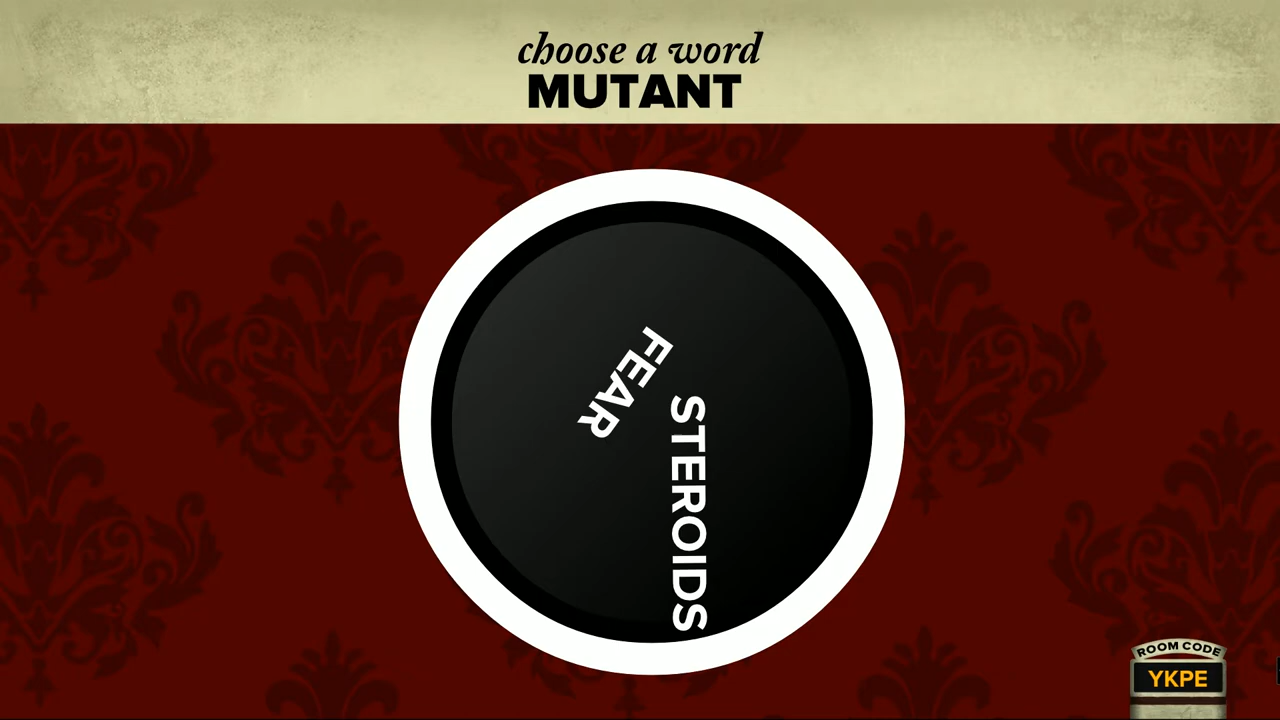 choose a word
MUTANT
FEAR
STEROIDS
ROOM CODE
YKPE